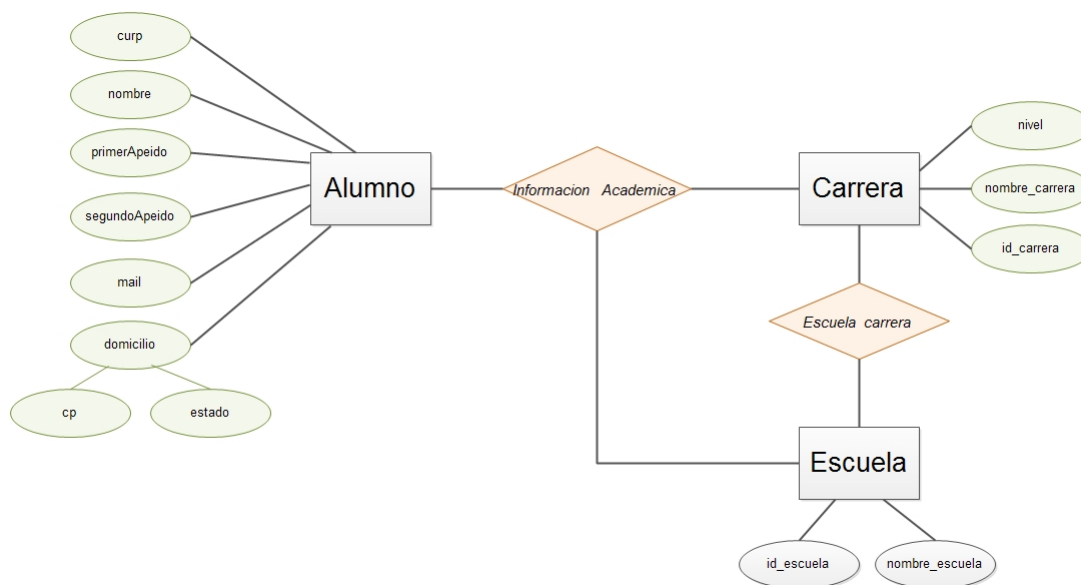 curp
nombre
primerApeido
segundoApeido
mail
domicilio
cp
estado
Alumno
Informacion Academica
Carrera
nivel
nombre_carrera
id_carrera
Escuela carrera
Escuela
id_escuela
nombre_escuela